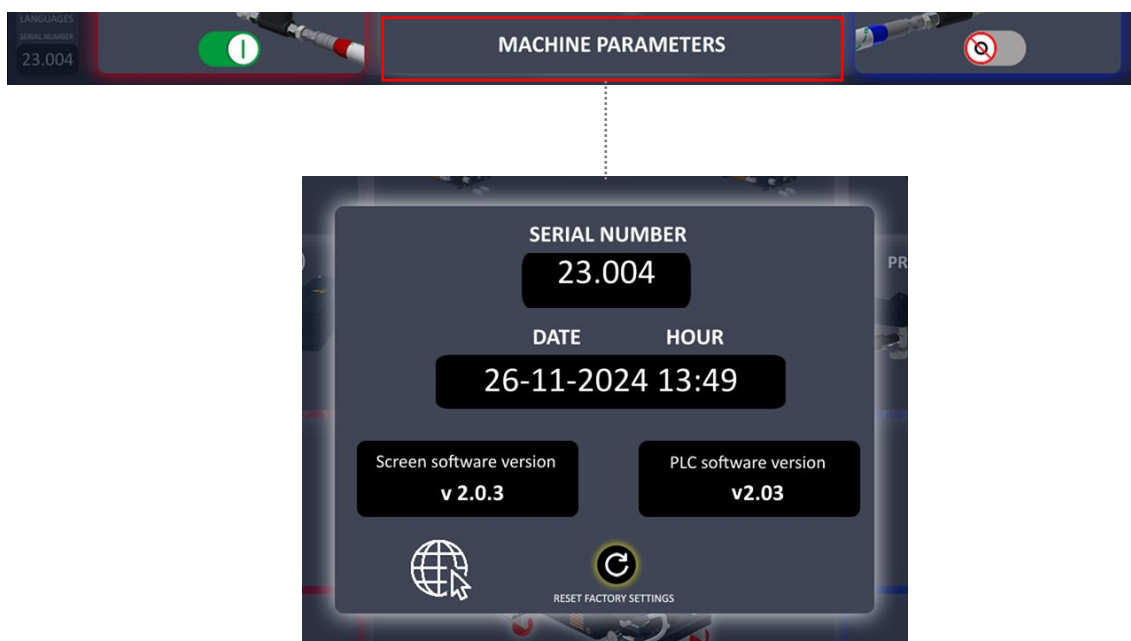 LANGUAGES
SERIAL NUMBER
23.004
MACHINE PARAMETERS
SERIAL NUMBER
23.004
PR
DATE HOUR
26-11-2024 13:49
Screen software version
v 2.0.3
PLC software version
v2.03
RESET FACTORY SETTINGS